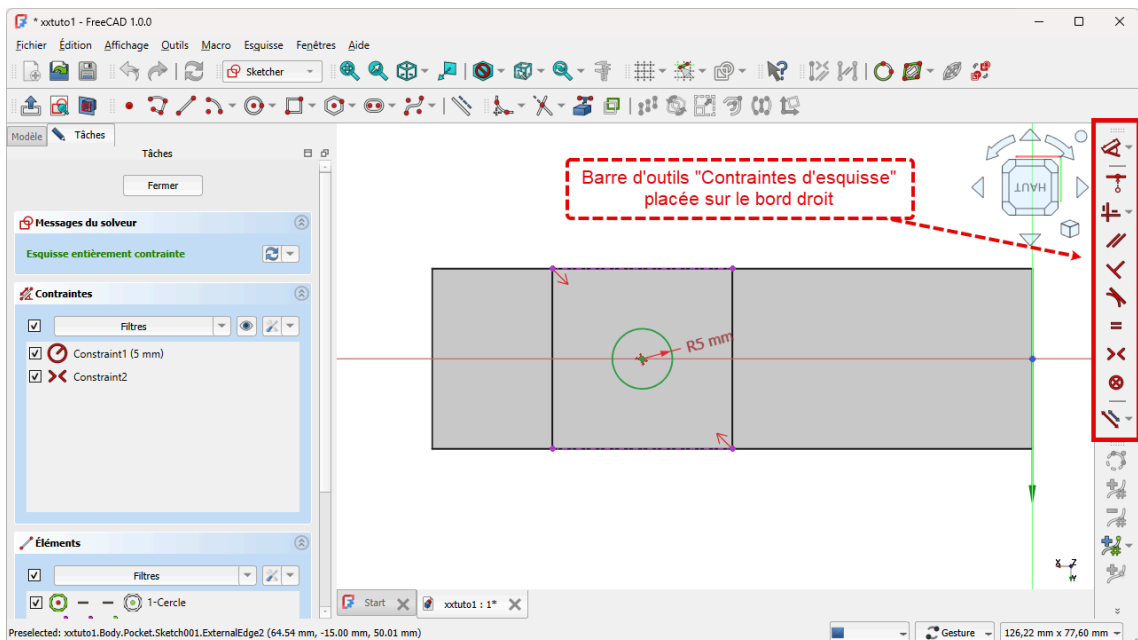 * xxtuto1 - FreeCAD 1.0.0
Fichier Édition Affichage Outils Macro Esquisse Fenêtres Aide
Sketcher
Modèle Tâches
Tâches
Fermer
Messages du solveur
Esquisse entièrement contrainte
Contraintes
Filtres
Constraint1 (5 mm)
Constraint2
Éléments
Filtres
1-Cercle
Barre d'outils "Contraintes d'esquisse"
placée sur le bord droit
HAUT
R5 mm
X Z
Y
Start xxtuto1 : 1*
Preselected: xxtuto1.Body.Pocket.Sketch001.ExternalEdge2 (64.54 mm, -15.00 mm, 50.01 mm)
Gesture 126,22 mm x 77,60 mm